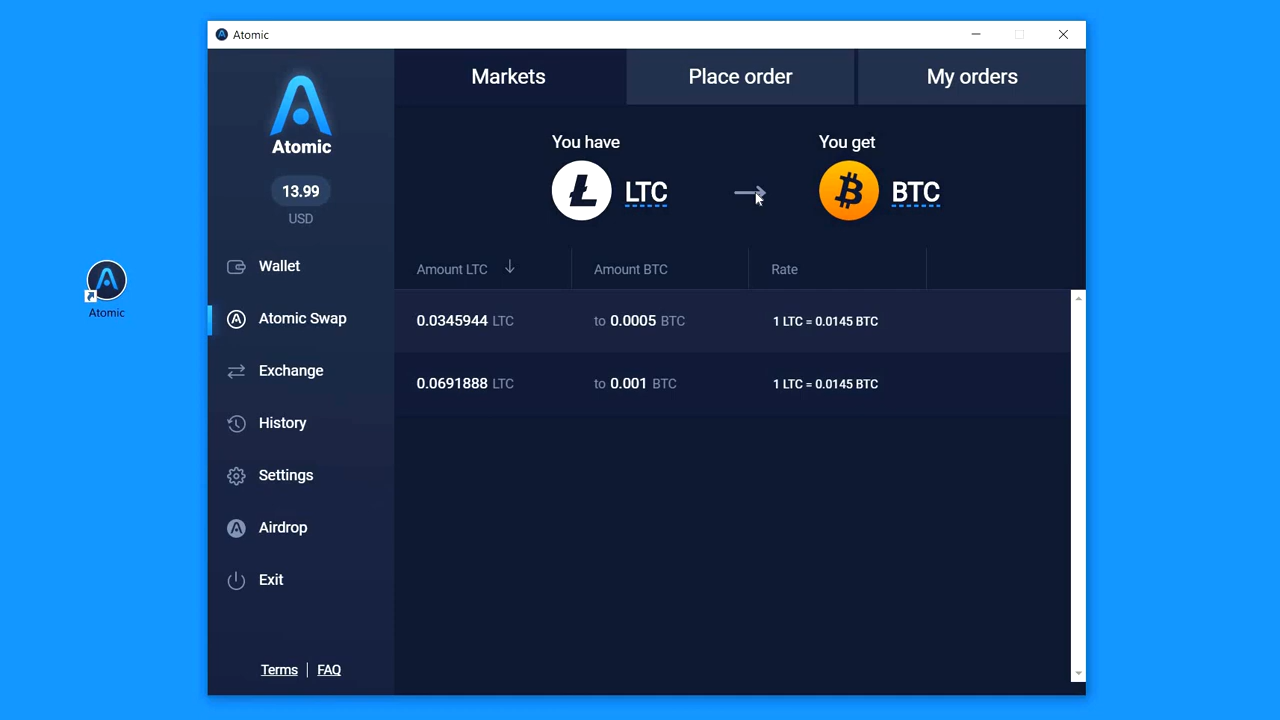 Atomic
Atomic
13.99
USD
Wallet
Atomic Swap
Exchange
History
Settings
Airdrop
Exit
Terms | FAQ
Markets
Place order
My orders
You have
LTC
You get
BTC
Amount LTC
Amount BTC
Rate
0.0345944 LTC to 0.0005 BTC 1 LTC = 0.0145 BTC
0.0691888 LTC to 0.001 BTC 1 LTC = 0.0145 BTC
Atomic